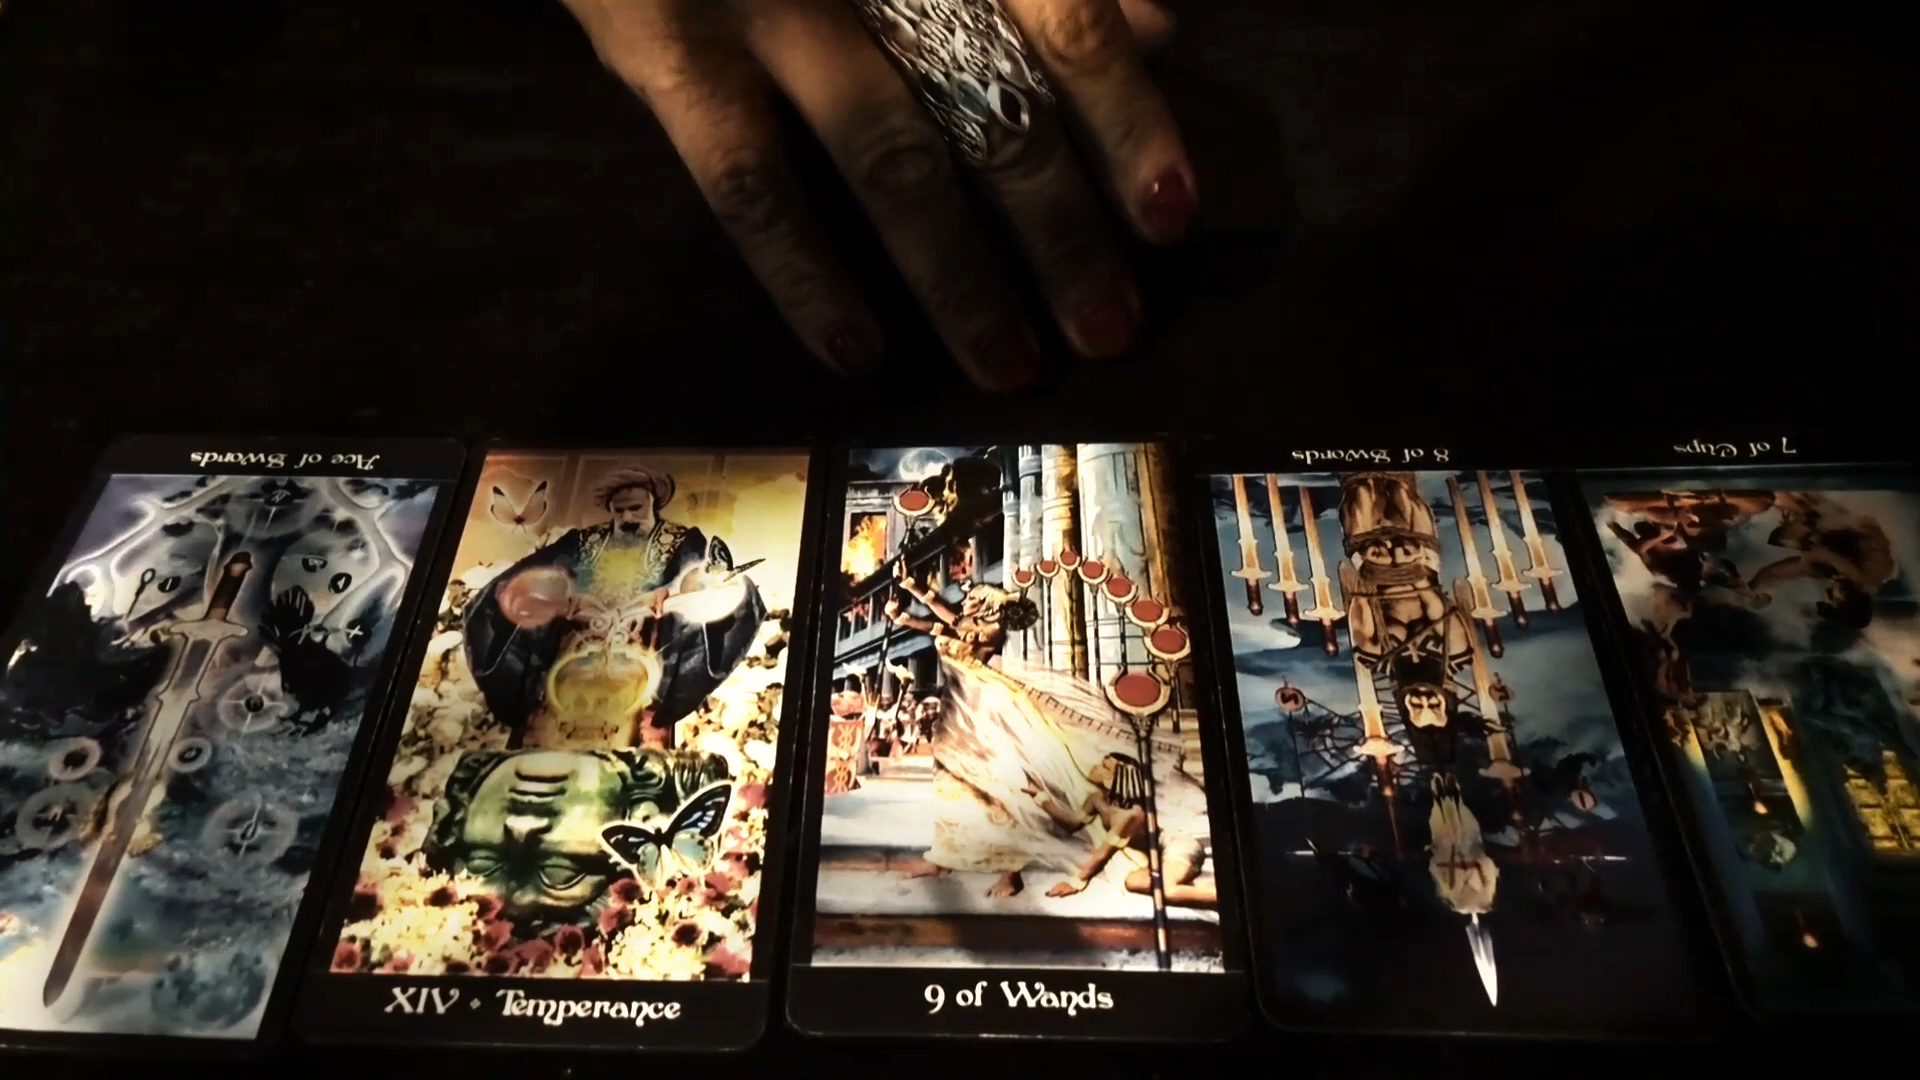 Ace of Swords
XIV • Temperance
9 of Wands
8 of Swords
7 of Cups